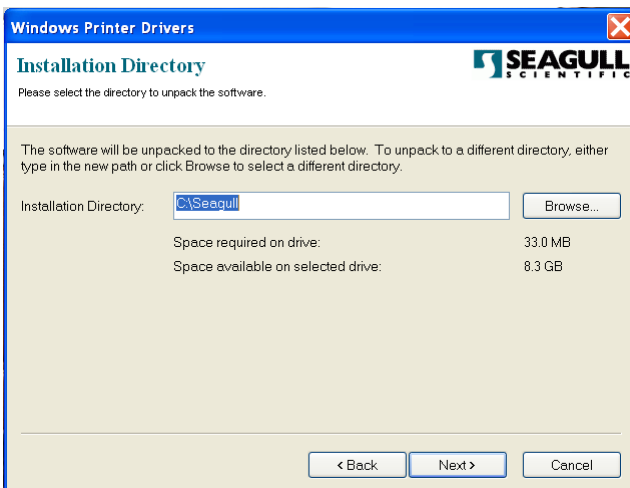 Windows Printer Drivers
Installation Directory
SEAGULL
SCIENTIFIC
Please select the directory to unpack the software.
The software will be unpacked to the directory listed below. To unpack to a different directory, either
type in the new path or click Browse to select a different directory.
Installation Directory: C:\Seagull Browse...
Space required on drive: 33.0 MB
Space available on selected drive: 8.3 GB
< Back Next > Cancel